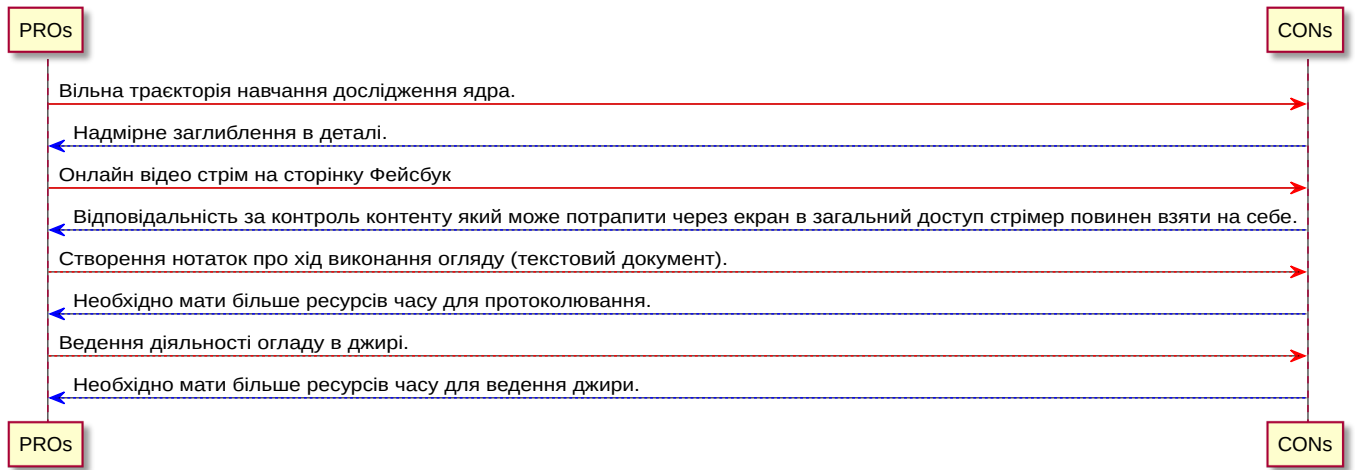 PROs
CONs
Вільна траєкторія навчання дослідження ядра.
Надмірне заглиблення в деталі.
Онлайн відео стрім на сторінку Фейсбук
Відповідальність за контроль контенту який може потрапити через екран в загальний доступ стрімер повинен взяти на себе.
Створення нотаток про хід виконання огляду (текстовий документ).
Необхідно мати більше ресурсів часу для протоколювання.
Ведення діяльності огладу в джирі.
Необхідно мати більше ресурсів часу для ведення джири.
PROs
CONs